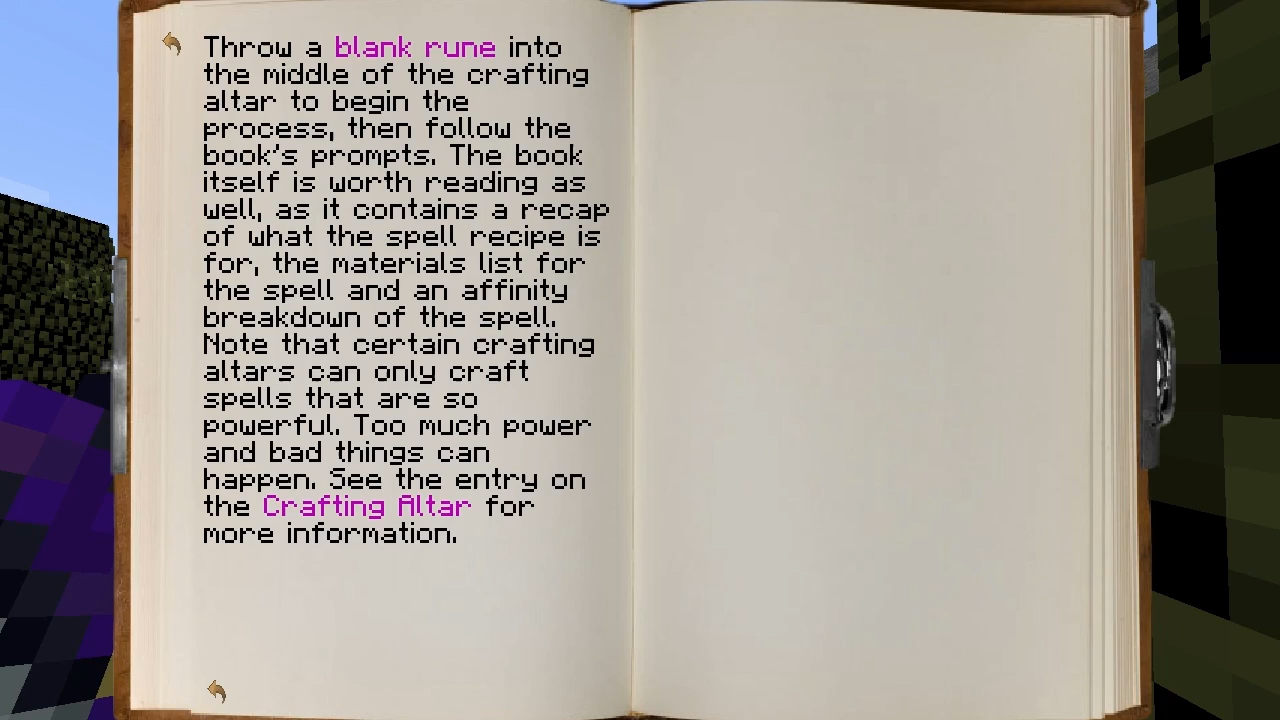 Throw a blank rune into
the middle of the crafting
altar to begin the
process, then follow the
book's prompts. The book
itself is worth reading as
well, as it contains a recap
of what the spell recipe is
for, the materials list for
the spell and an affinity
breakdown of the spell.
Note that certain crafting
altars can only craft
spells that are so
powerful. Too much power
and bad things can
happen. See the entry on
the Crafting Altar for
more information.